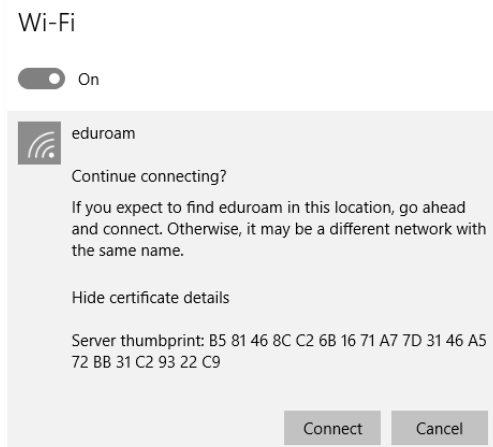 Wi-Fi
On
eduroam
Continue connecting?
If you expect to find eduroam in this location, go ahead
and connect. Otherwise, it may be a different network with
the same name.
Hide certificate details
Server thumbprint: B5 81 46 8C C2 6B 16 71 A7 7D 31 46 A5
72 BB 31 C2 93 22 C9
Connect Cancel